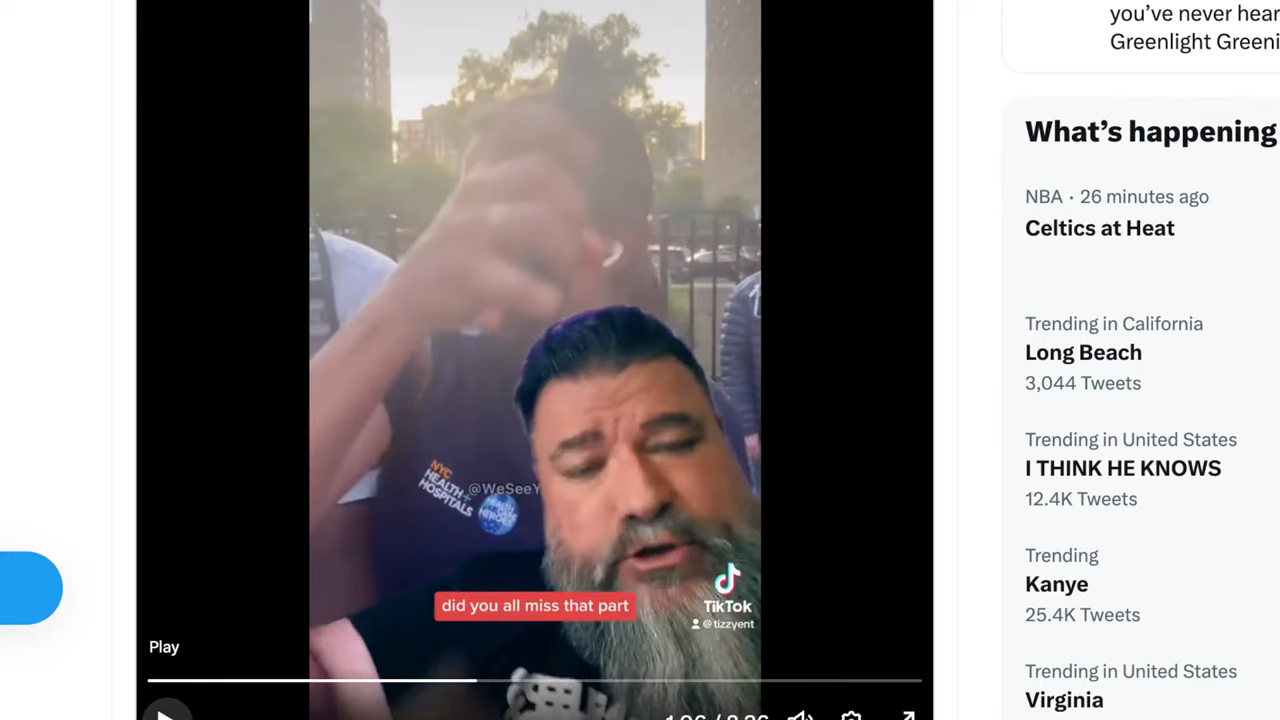 you've never hear
Greenlight Greeni
What's happening
NBA · 26 minutes ago
Celtics at Heat
Trending in California
Long Beach
3,044 Tweets
Trending in United States
I THINK HE KNOWS
12.4K Tweets
Trending
Kanye
25.4K Tweets
Trending in United States
Virginia
NYC
HEALTH+
HOSPITALS
@WeSeeY
HEROES
did you all miss that part
TikTok
@tizzyent
Play